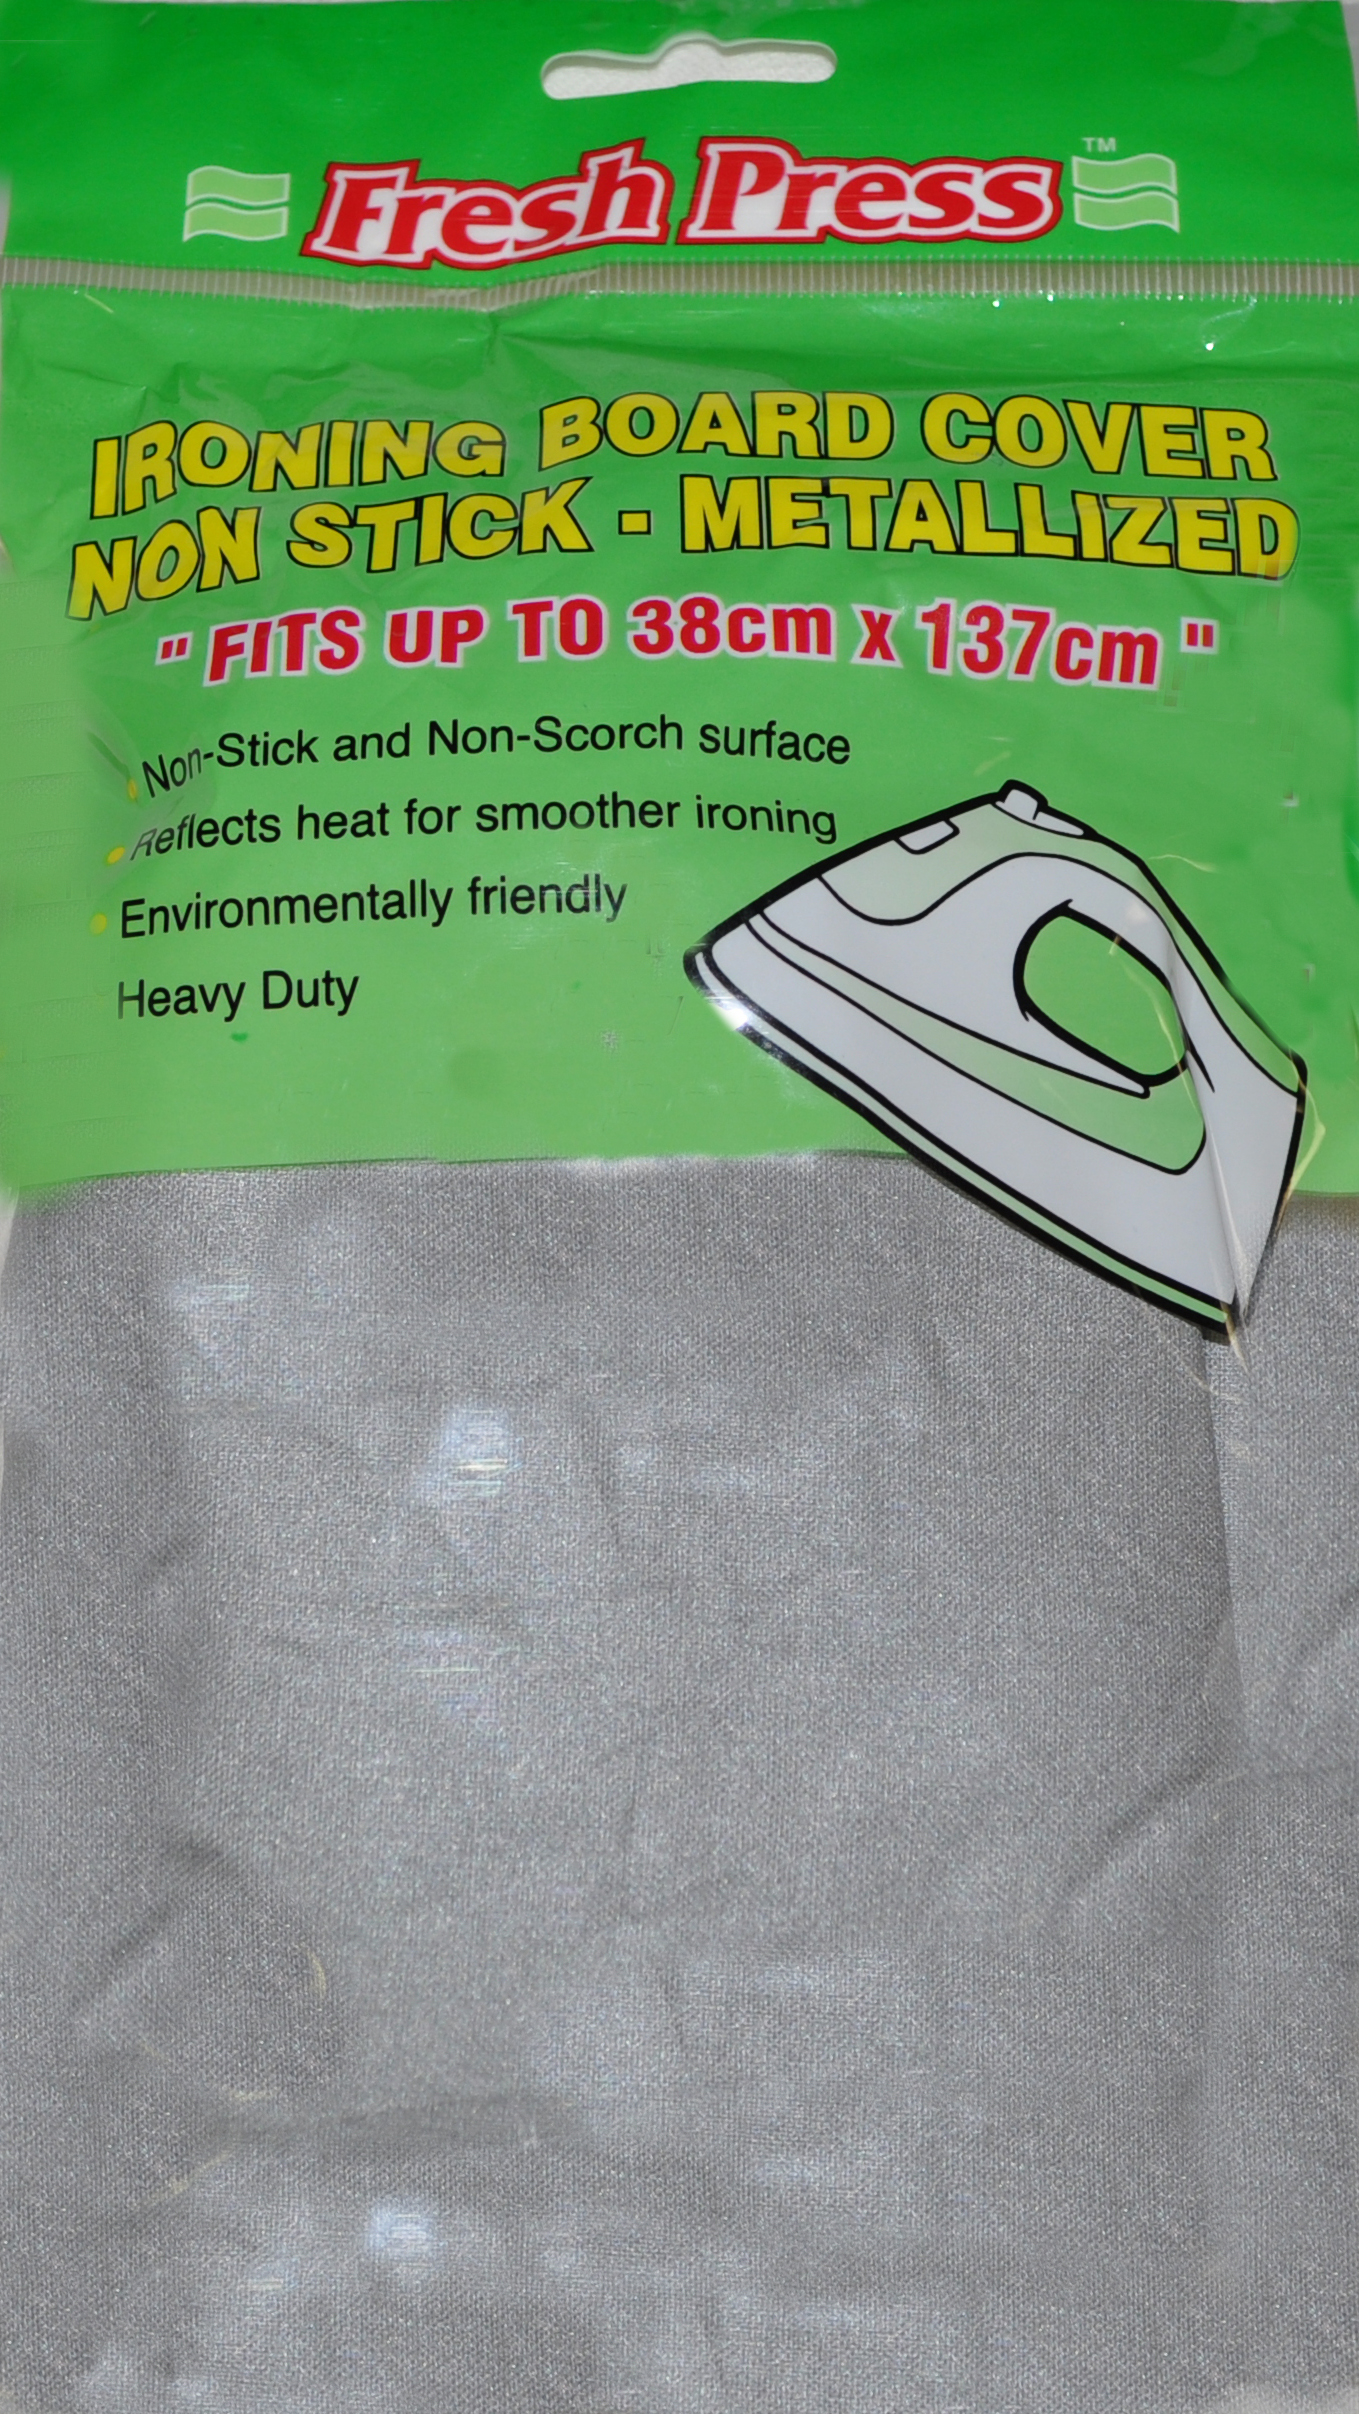 Fresh Press TM
IRONING BOARD COVER
NON STICK - METALLIZED
" FITS UP TO 38cm x 137cm "
Non-Stick and Non-Scorch surface
Reflects heat for smoother ironing
Environmentally friendly
Heavy Duty